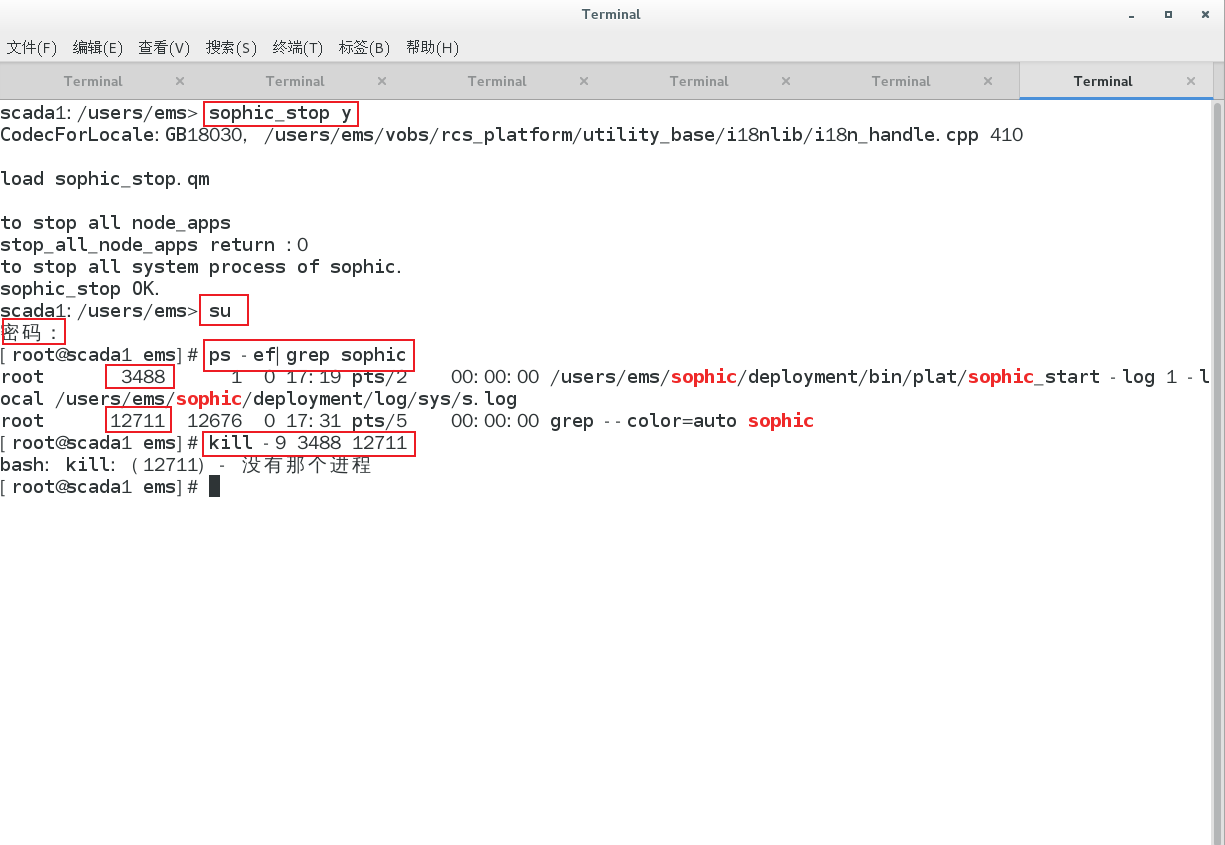 Terminal
文件(F) 编辑(E) 查看(V) 搜索(S) 终端(T) 标签(B) 帮助(H)
Terminal × Terminal × Terminal × Terminal × Terminal × Terminal ×
scada1:/users/ems> sophic_stop y
CodecForLocale:GB18030, /users/ems/vobs/rcs_platform/utility_base/i18nlib/i18n_handle.cpp 410
load sophic_stop.qm
to stop all node_apps
stop_all_node_apps return :0
to stop all system process of sophic.
sophic_stop OK.
scada1:/users/ems> su
密码：
[root@scada1 ems]# ps -ef|grep sophic
root 3488 1 0 17:19 pts/2 00:00:00 /users/ems/sophic/deployment/bin/plat/sophic_start -log 1 -l
ocal /users/ems/sophic/deployment/log/sys/s.log
root 12711 12676 0 17:31 pts/5 00:00:00 grep --color=auto sophic
[root@scada1 ems]# kill -9 3488 12711
bash: kill: (12711) - 没有那个进程
[root@scada1 ems]#